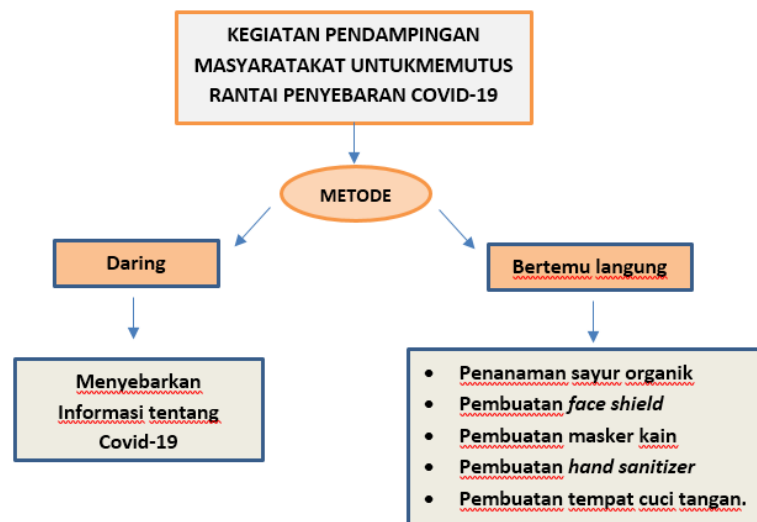 KEGIATAN PENDAMPINGAN
MASYARATAKAT UNTUKMEMUTUS
RANTAI PENYEBARAN COVID-19
METODE
Daring
Bertemu langung
Menyebarkan
Informasi tentang
Covid-19
• Penanaman sayur organik
• Pembuatan face shield
• Pembuatan masker kain
• Pembuatan hand sanitizer
• Pembuatan tempat cuci tangan.